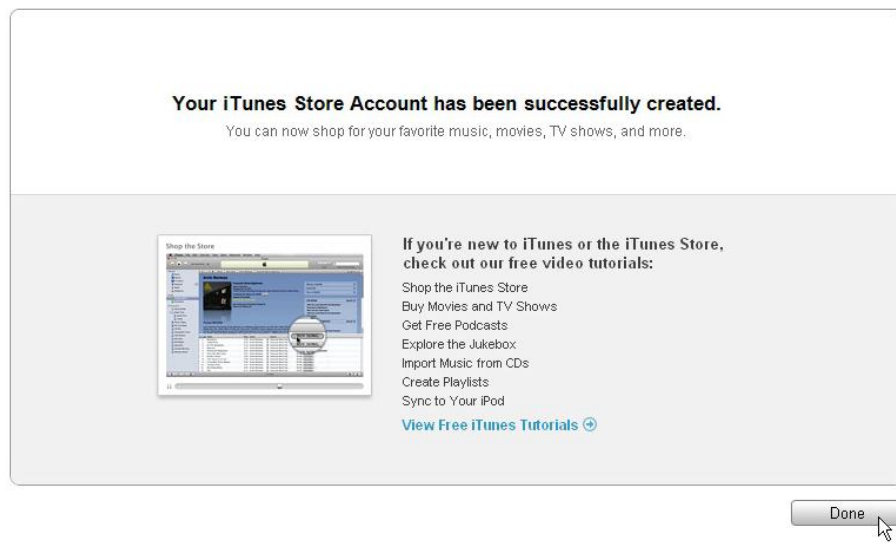 Your iTunes Store Account has been successfully created.
You can now shop for your favorite music, movies, TV shows, and more.
Shop the Store
If you're new to iTunes or the iTunes Store,
check out our free video tutorials:
Shop the iTunes Store
Buy Movies and TV Shows
Get Free Podcasts
Explore the Jukebox
Import Music from CDs
Create Playlists
Sync to Your iPod
View Free iTunes Tutorials
Done